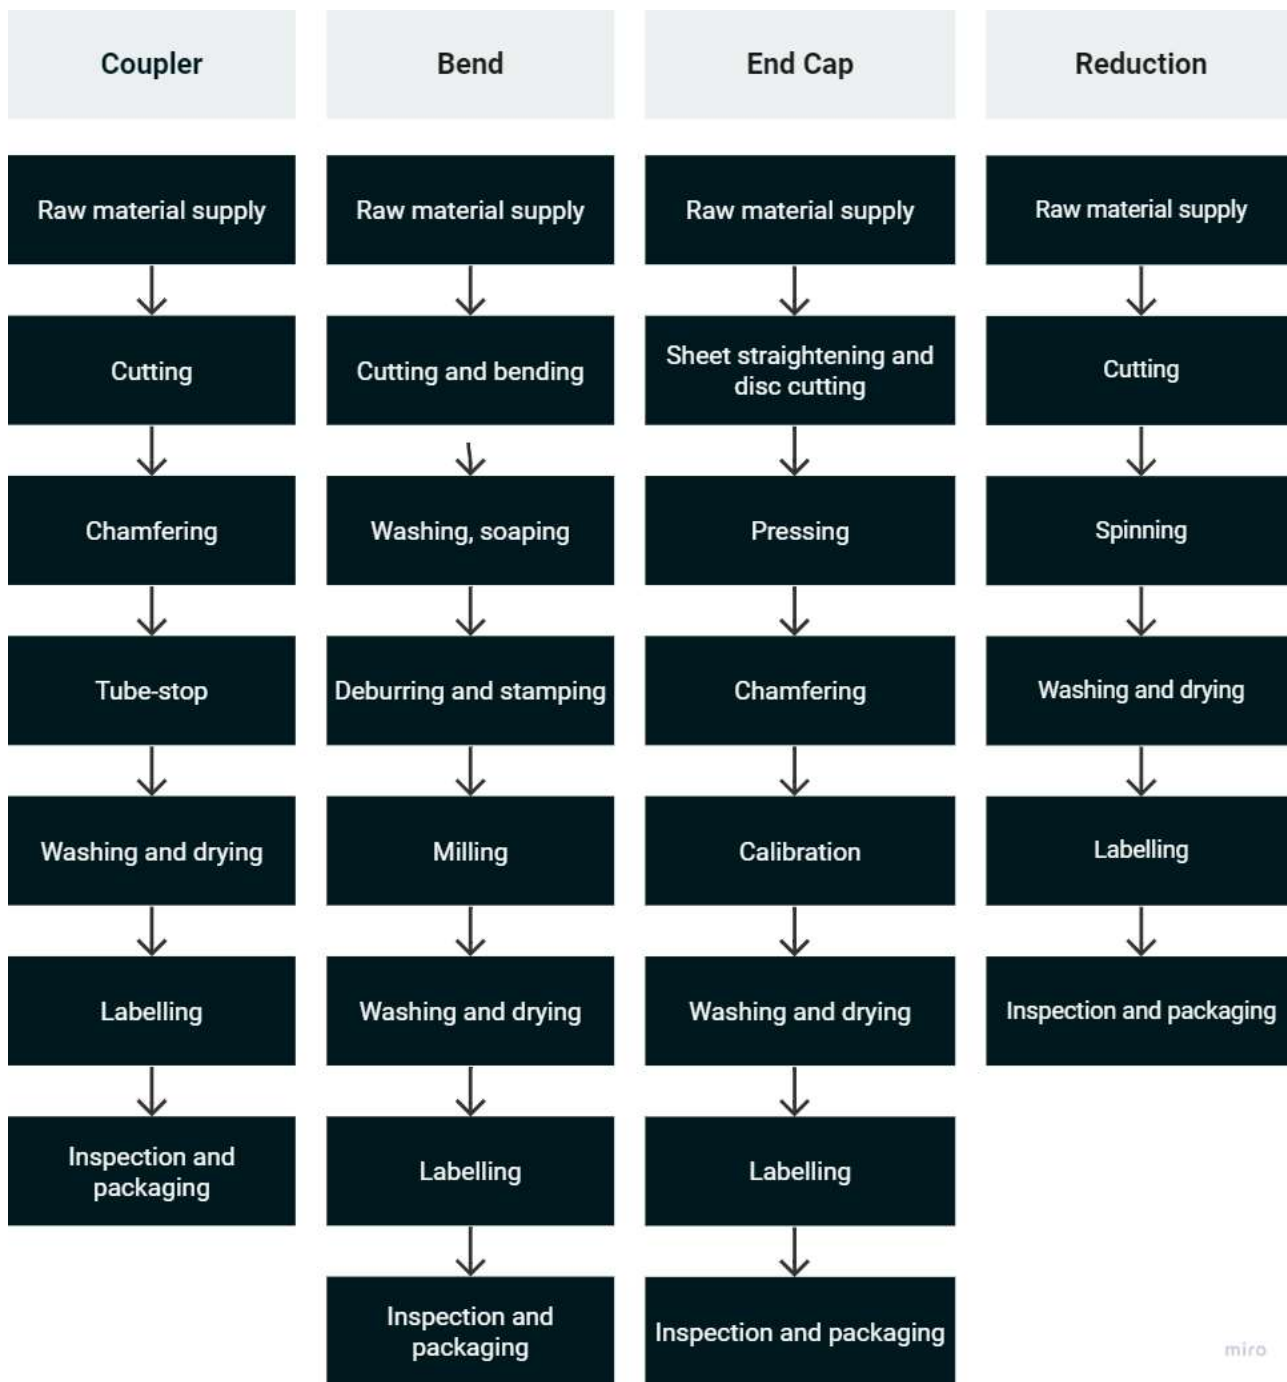 Coupler
Raw material supply
Cutting
Chamfering
Tube-stop
Washing and drying
Labelling
Inspection and
packaging
Bend
Raw material supply
Cutting and bending
Washing, soaping
Deburring and stamping
Milling
Washing and drying
Labelling
Inspection and
packaging
End Cap
Raw material supply
Sheet straightening and
disc cutting
Pressing
Chamfering
Calibration
Washing and drying
Labelling
Inspection and packaging
Reduction
Raw material supply
Cutting
Spinning
Washing and drying
Labelling
Inspection and packaging
miro